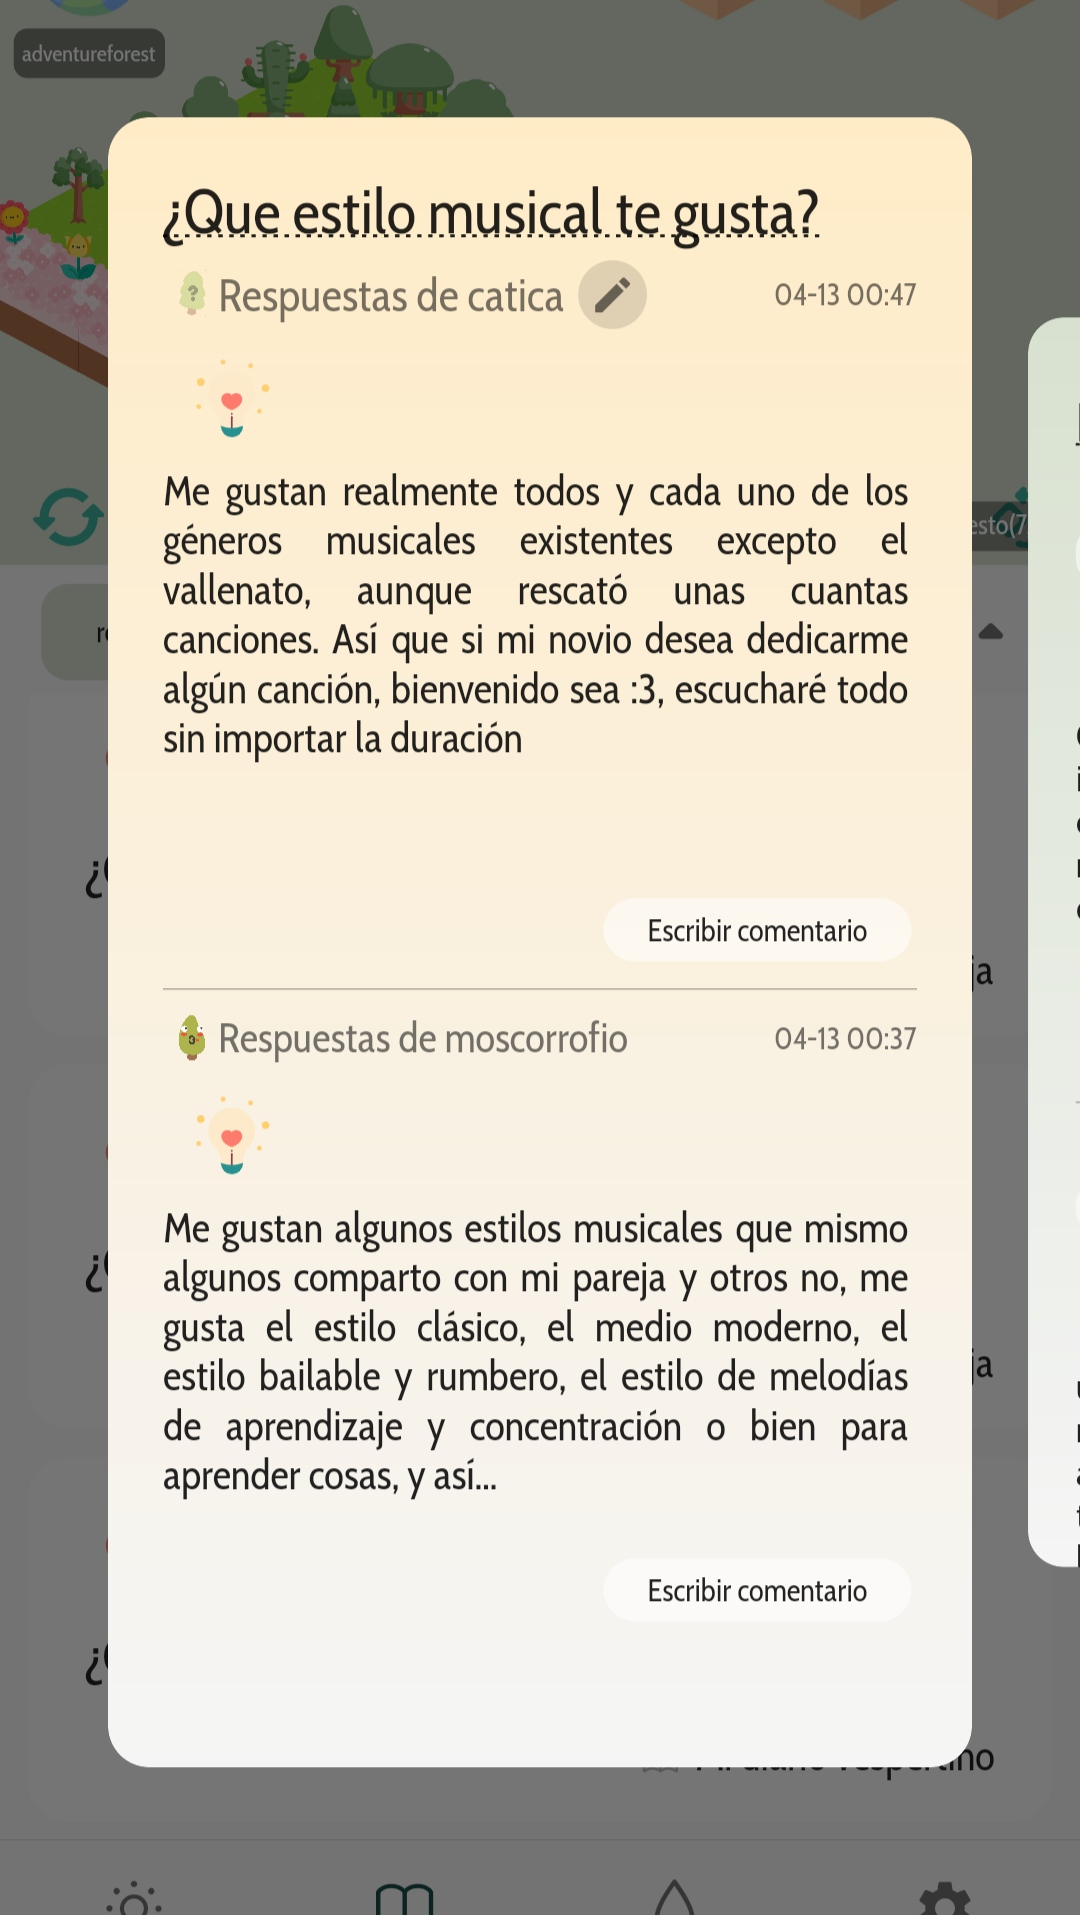 adventureforest
¿Que estilo musical te gusta?
Respuestas de catica
04-13 00:47
Me gustan realmente todos y cada uno de los
géneros musicales existentes excepto el
vallenato, aunque rescató unas cuantas
canciones. Así que si mi novio desea dedicarme
algún canción, bienvenido sea :3, escucharé todo
sin importar la duración
Escribir comentario
Respuestas de moscorrofio
04-13 00:37
Me gustan algunos estilos musicales que mismo
algunos comparto con mi pareja y otros no, me
gusta el estilo clásico, el medio moderno, el
estilo bailable y rumbero, el estilo de melodías
de aprendizaje y concentración o bien para
aprender cosas, y así...
Escribir comentario